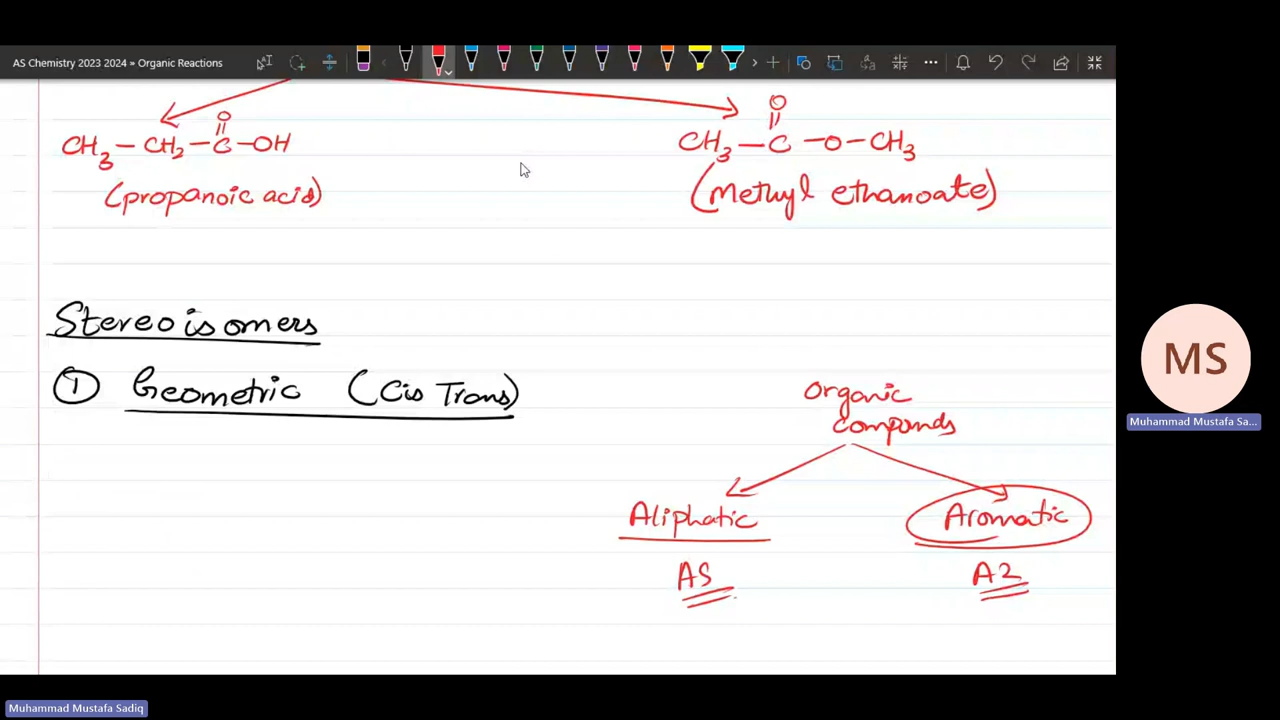 AS Chemistry 2023 2024 » Organic Reactions
O
CH3 — CH2 — C — OH
(propanoic acid)
O
CH3 — C — O — CH3
(Methyl ethanoate)
Stereoisomers
① Geometric (Cis Trans)
Organic
compounds
Aliphatic
Aromatic
AS
A2
MS
Muhammad Mustafa Sa...
Muhammad Mustafa Sadiq